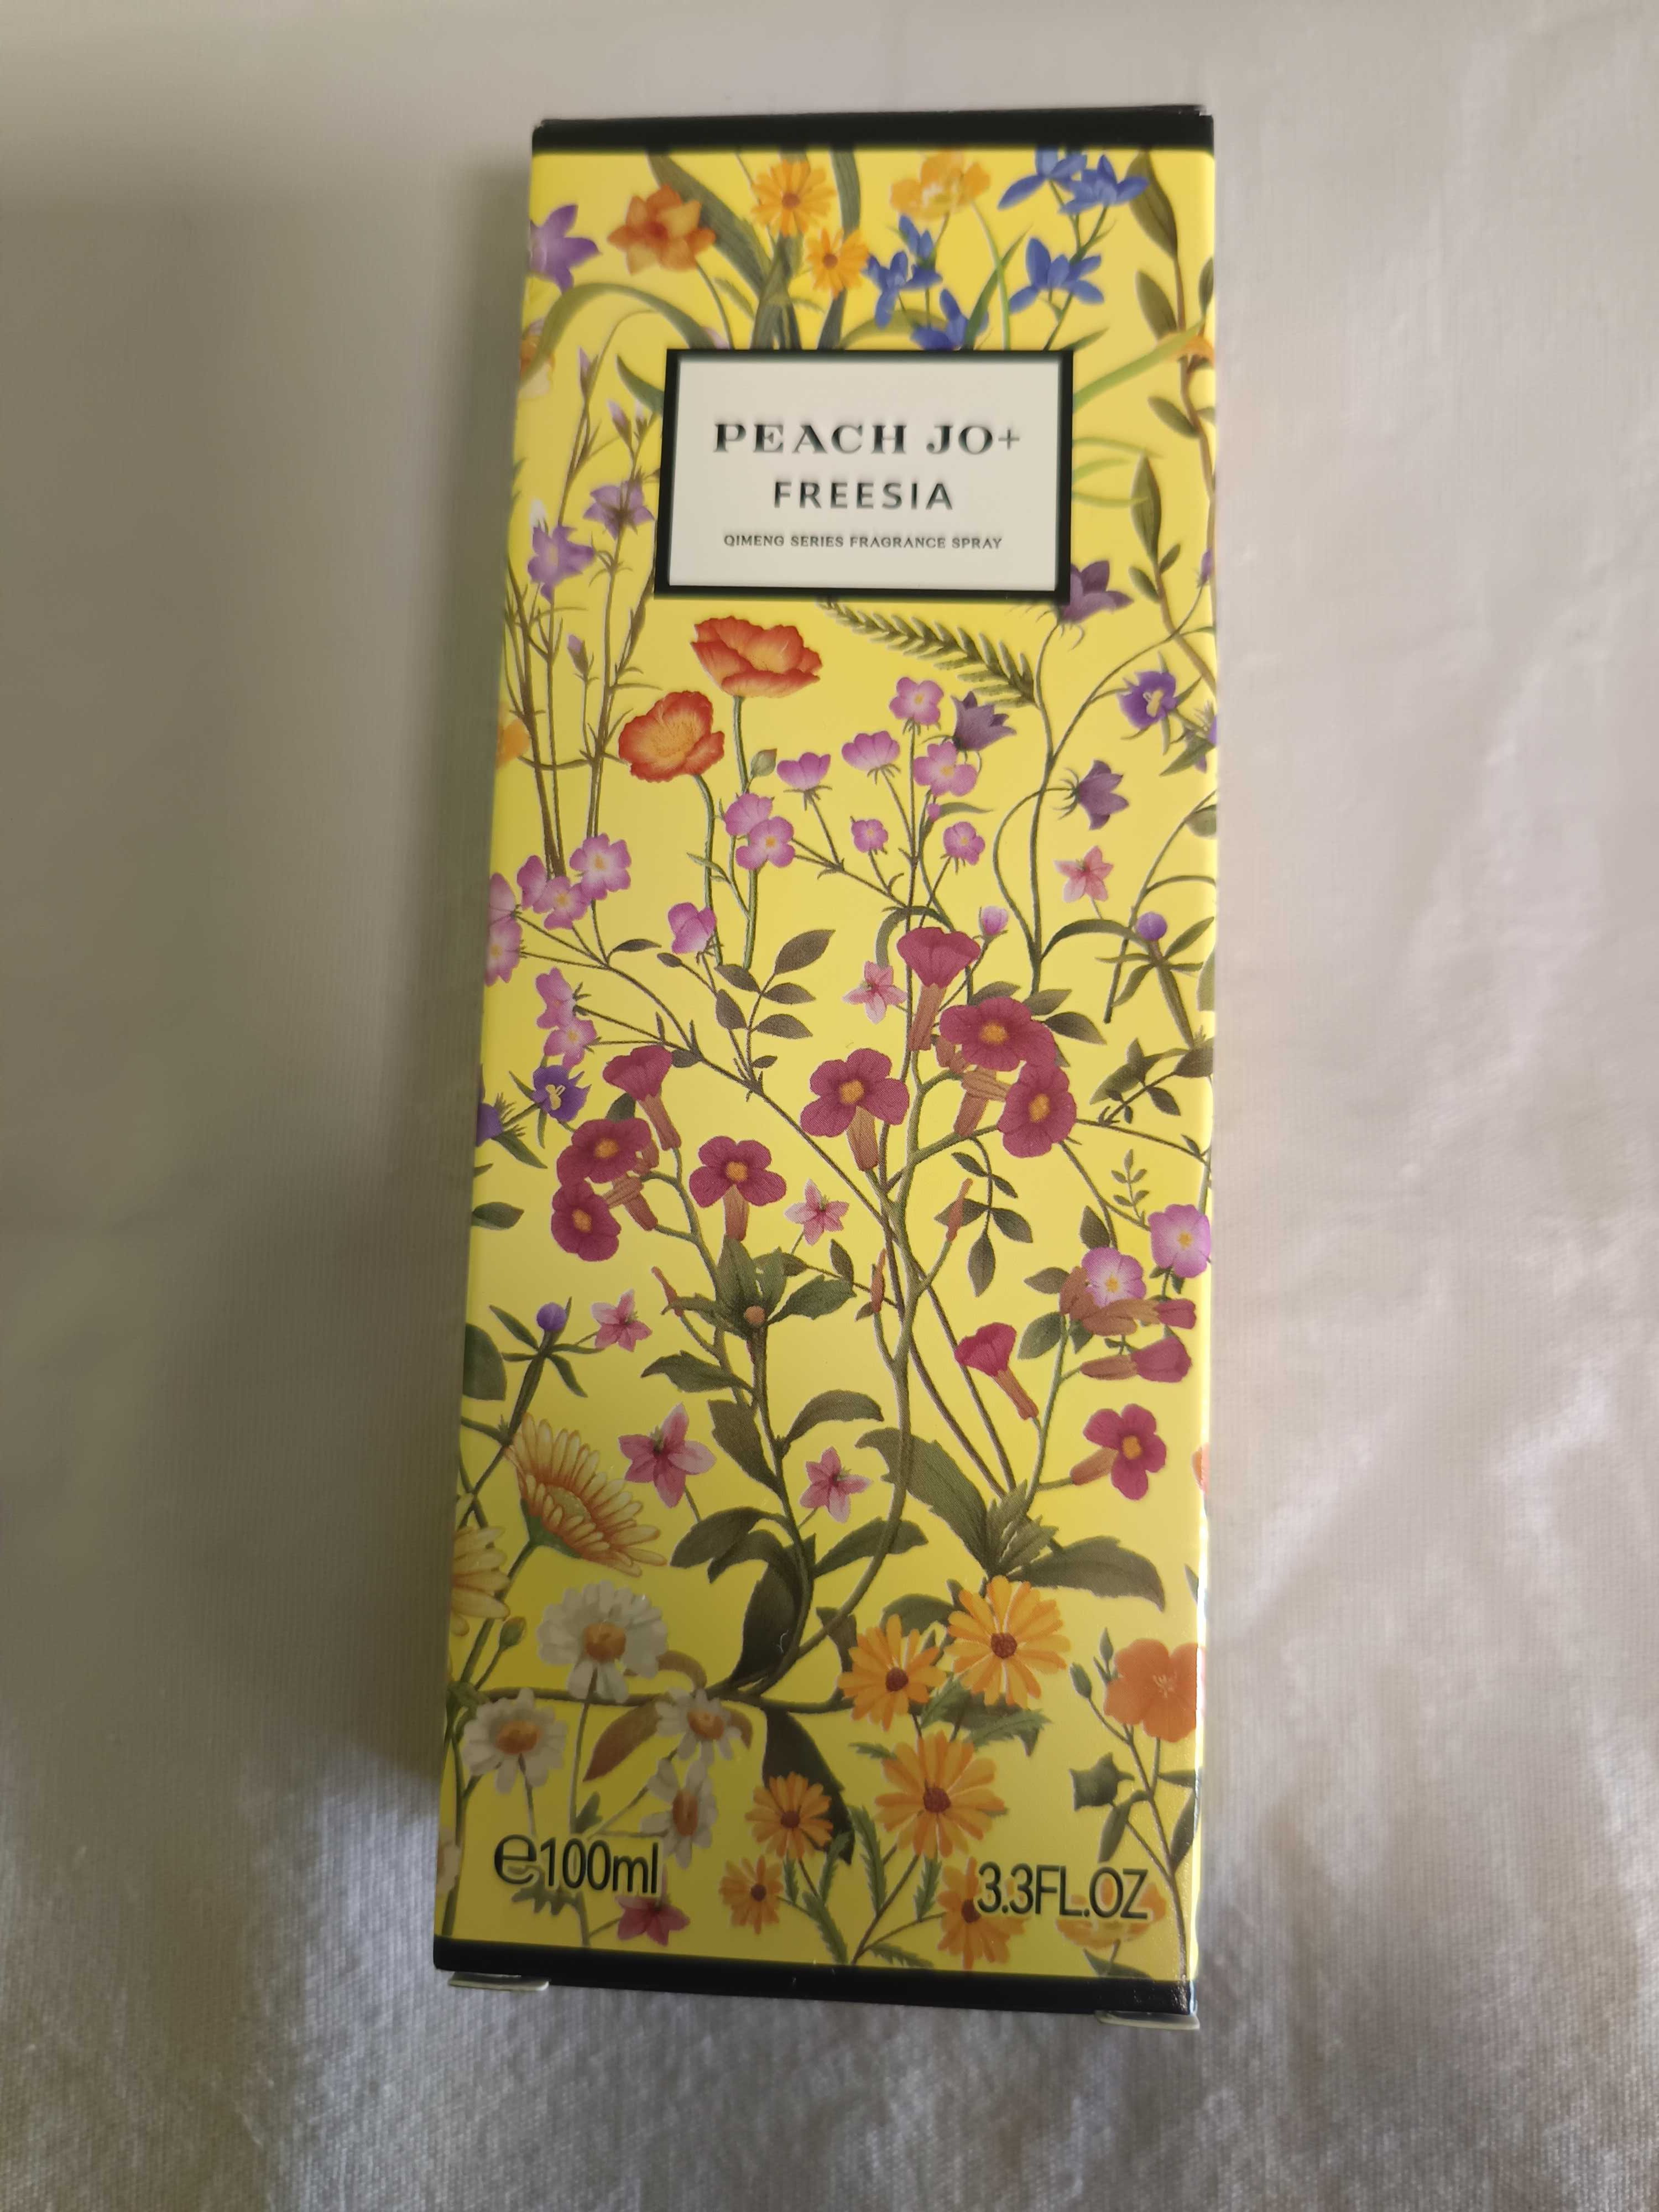 PEACH JO+
FREESIA
QIMENG SERIES FRAGRANCE SPRAY
℮100ml
3.3FL.OZ